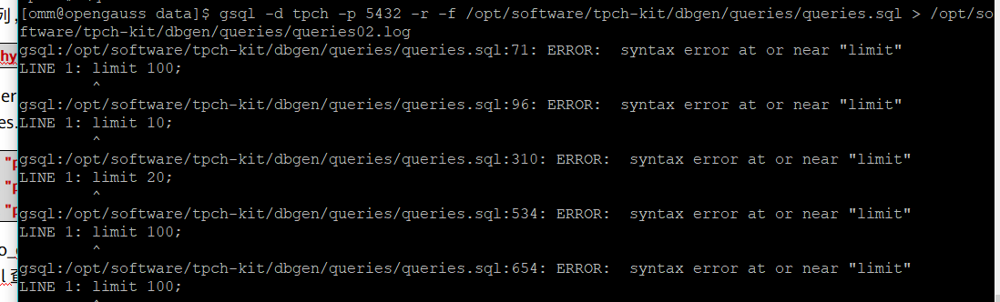 [omm@opengauss data]$ gsql -d tpch -p 5432 -r -f /opt/software/tpch-kit/dbgen/queries/queries.sql > /opt/so
ftware/tpch-kit/dbgen/queries/queries02.log
gsql:/opt/software/tpch-kit/dbgen/queries/queries.sql:71: ERROR:  syntax error at or near "limit"
LINE 1: limit 100;
        ^
gsql:/opt/software/tpch-kit/dbgen/queries/queries.sql:96: ERROR:  syntax error at or near "limit"
LINE 1: limit 10;
        ^
gsql:/opt/software/tpch-kit/dbgen/queries/queries.sql:310: ERROR:  syntax error at or near "limit"
LINE 1: limit 20;
        ^
gsql:/opt/software/tpch-kit/dbgen/queries/queries.sql:534: ERROR:  syntax error at or near "limit"
LINE 1: limit 100;
        ^
gsql:/opt/software/tpch-kit/dbgen/queries/queries.sql:654: ERROR:  syntax error at or near "limit"
LINE 1: limit 100;